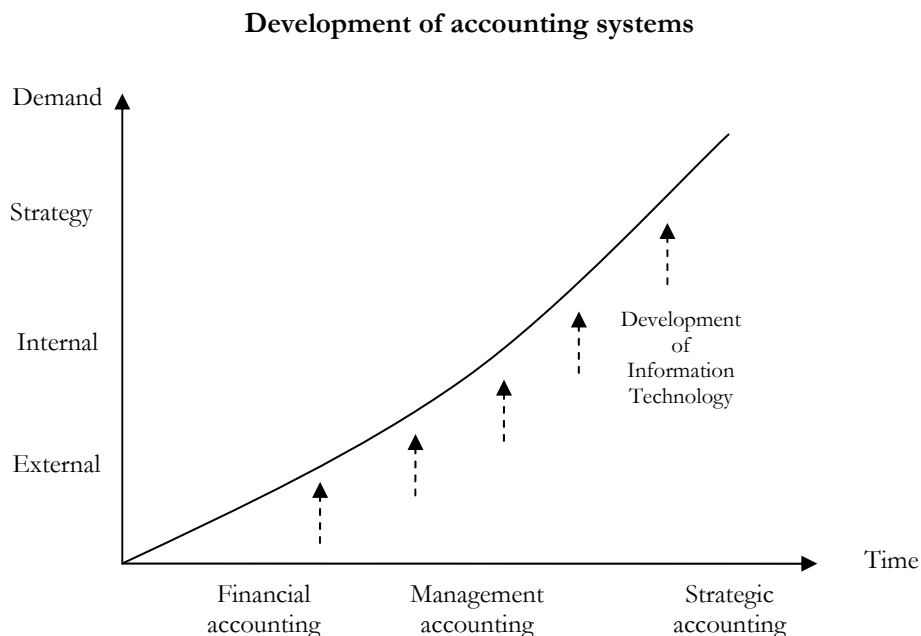 Development of accounting systems
Demand
Strategy
Internal
External
Development
of
Information
Technology
Time
Financial
accounting
Management
accounting
Strategic
accounting